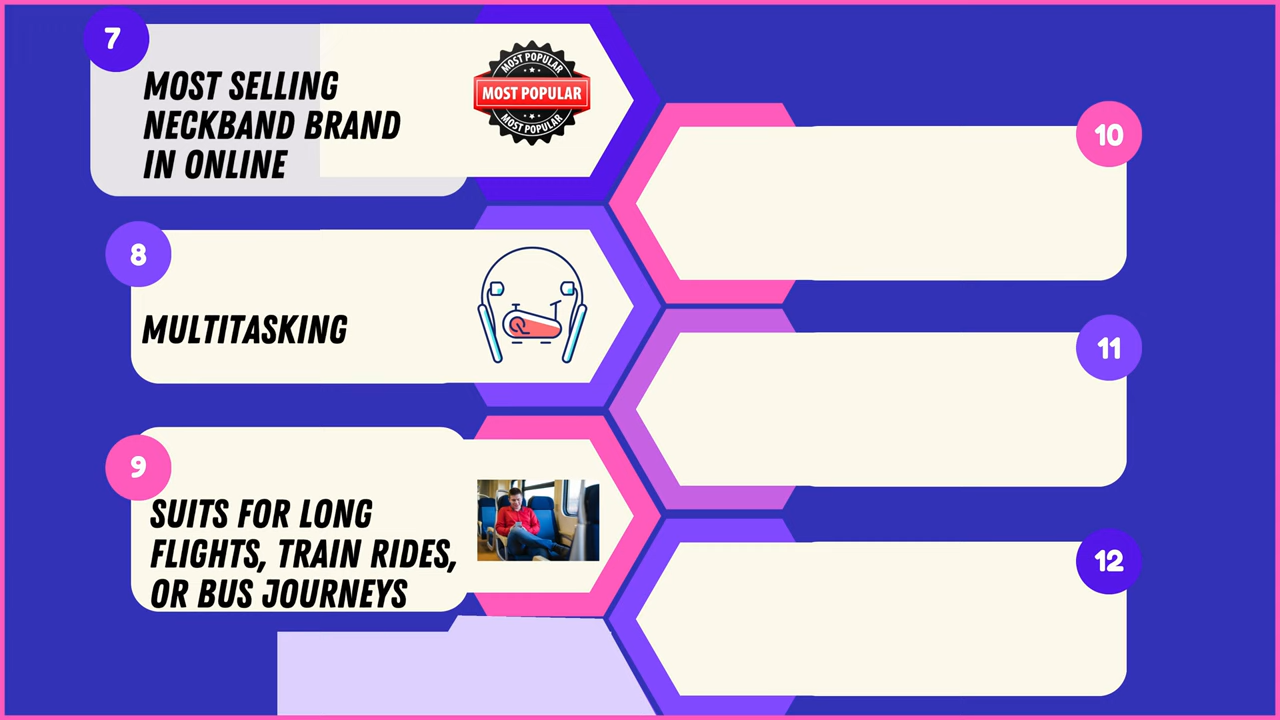 7
MOST SELLING
NECKBAND BRAND
IN ONLINE
MOST POPULAR
MOST POPULAR
MOST POPULAR
8
MULTITASKING
9
SUITS FOR LONG
FLIGHTS, TRAIN RIDES,
OR BUS JOURNEYS
10
11
12